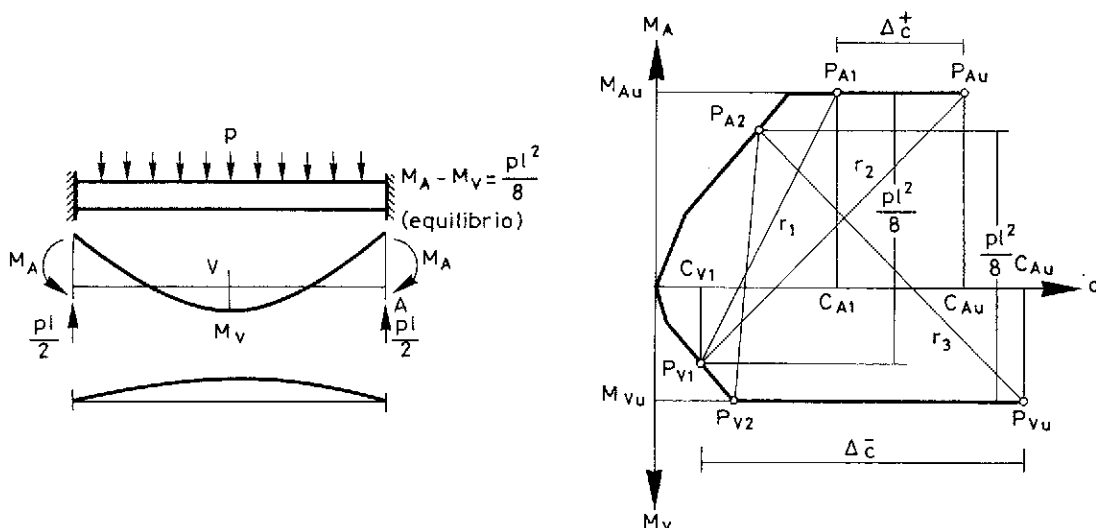 p
M_A - M_V = pl²/8
(equilibrio)
M_A
V
M_A
A
M_V
pl/2
pl/2
M_A
Δc⁺
M_Au
P_A1
P_Au
P_A2
r_2
r_1
pl²/8
pl²/8
C_V1
C_Au
C_A1
C_Au
c
r_3
P_V1
M_Vu
P_V2
P_Vu
Δc⁻
M_V